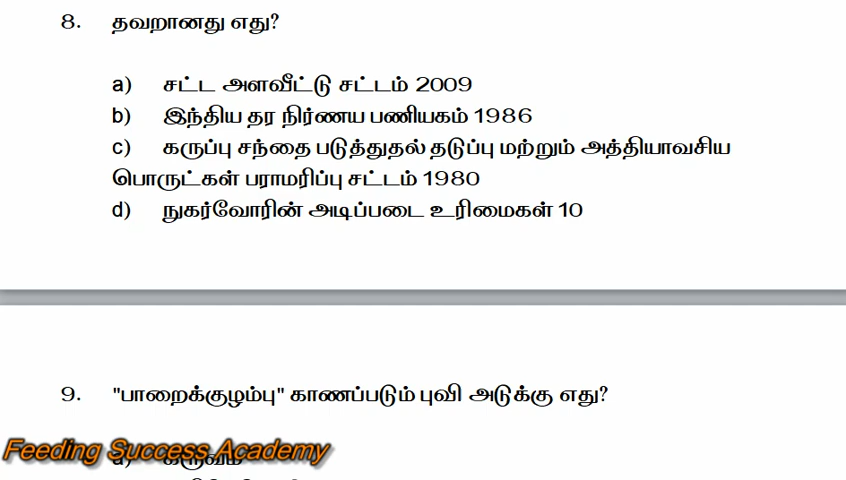 8. தவறானது எது?
a) சட்ட அளவீட்டு சட்டம் 2009
b) இந்திய தர நிர்ணய பணியகம் 1986
c) கருப்பு சந்தை படுத்துதல் தடுப்பு மற்றும் அத்தியாவசிய
பொருட்கள் பராமரிப்பு சட்டம் 1980
d) நுகர்வோரின் அடிப்படை உரிமைகள் 10
9. "பாறைக்குழம்பு" காணப்படும் புவி அடுக்கு எது?
Feeding Success Academy